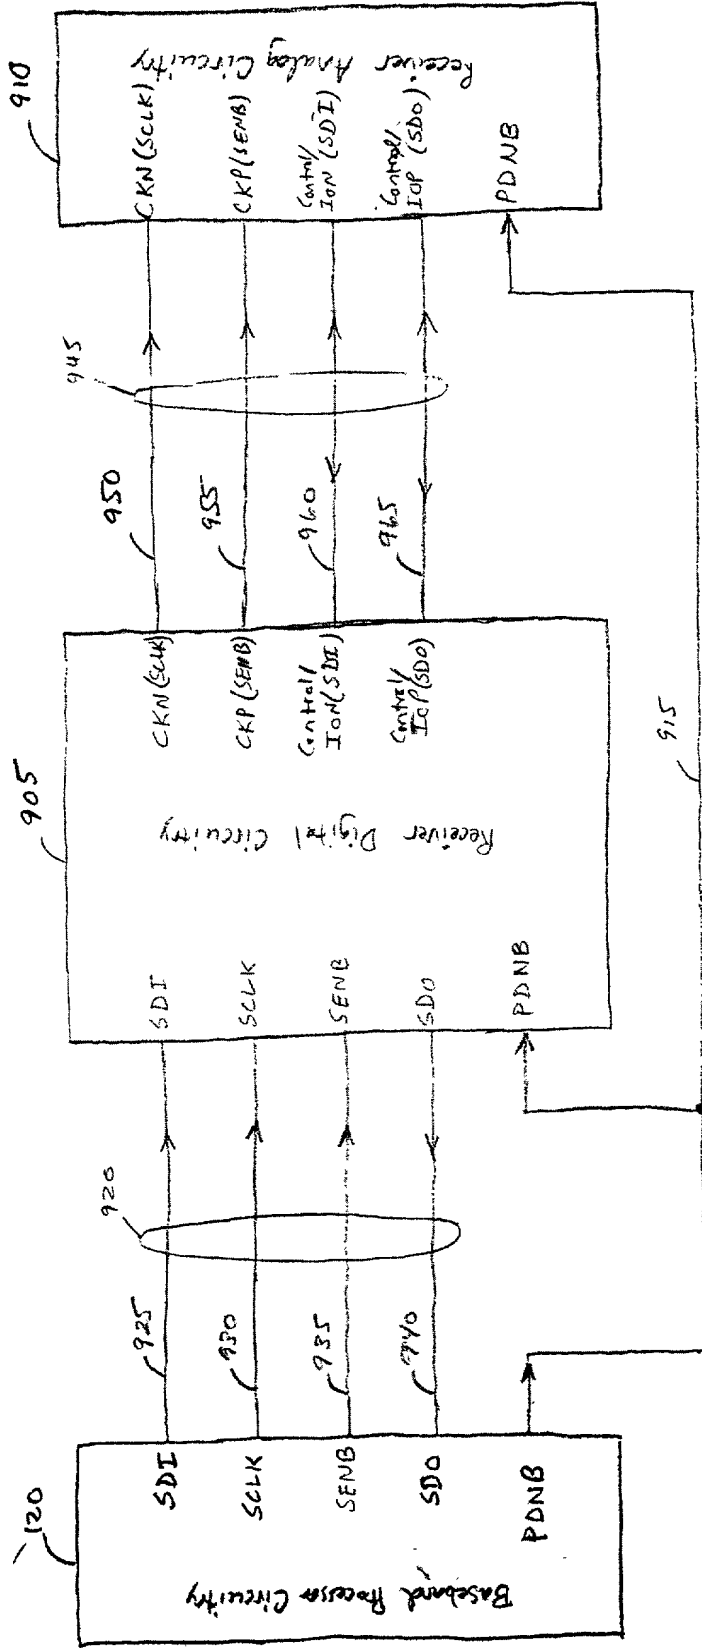 120
Baseband Processor Circuitry
SDI
SCLK
SENB
SDO
PDNB
925
930
935
940
920
905
SDI
SCLK
SENB
SDO
PDNB
Receiver Digital Circuitry
CKN(SCLK)
CKP(SENB)
Control/
ION(SDI)
Control/
IOP(SDO)
950
955
960
965
945
915
910
CKN(SCLK)
CKP(SENB)
Control/
ION(SDI)
Control/
IOP(SDO)
PDNB
Receiver Analog Circuitry